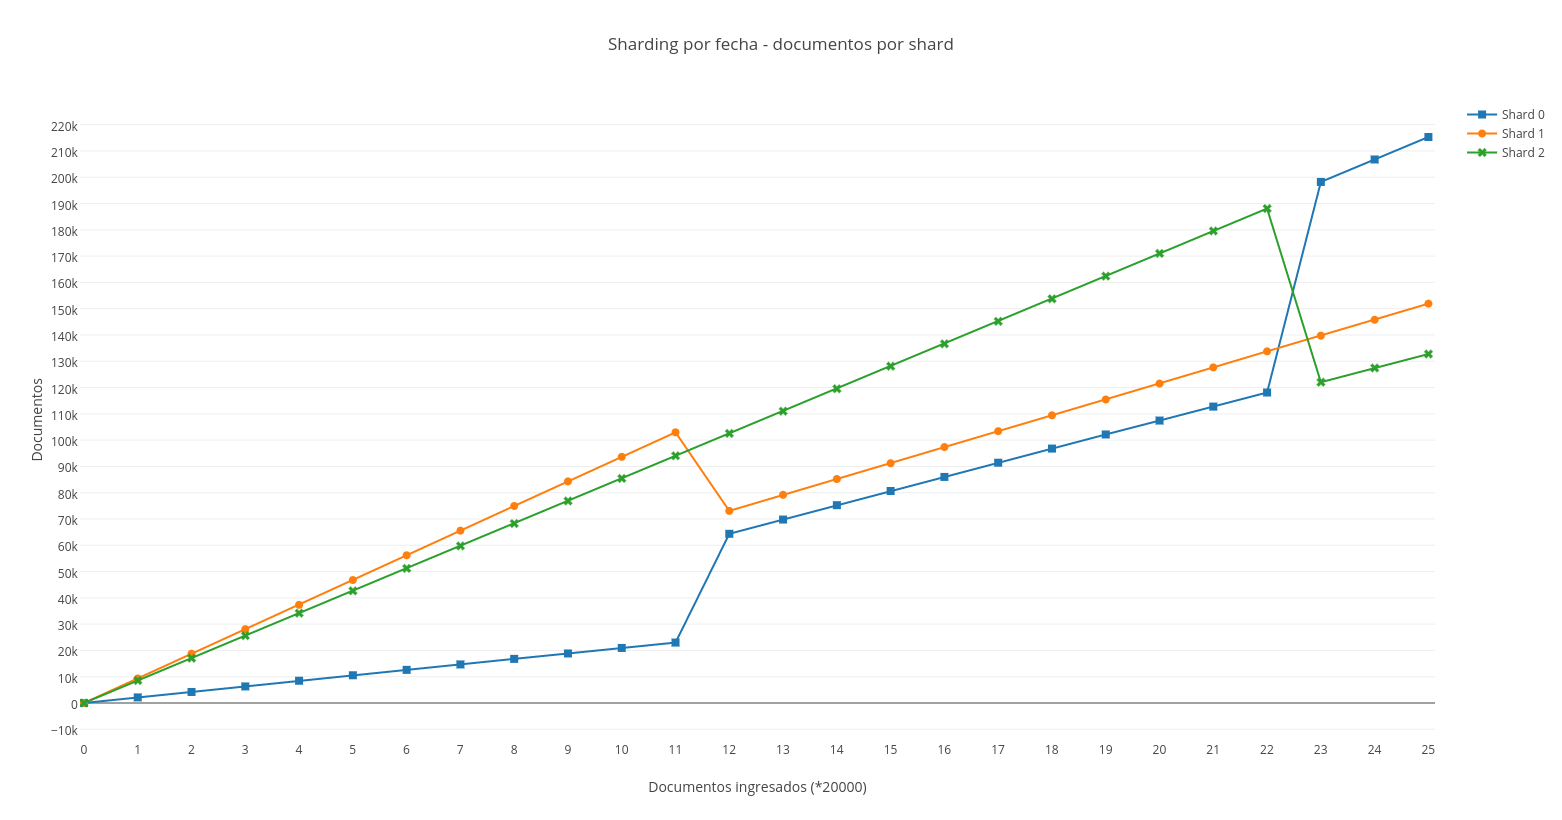 Sharding por fecha - documentos por shard
Shard 0
Shard 1
Shard 2
220k
210k
200k
190k
180k
170k
160k
150k
140k
130k
120k
110k
100k
90k
80k
70k
60k
50k
40k
30k
20k
10k
0
−10k
Documentos
0 1 2 3 4 5 6 7 8 9 10 11 12 13 14 15 16 17 18 19 20 21 22 23 24 25
Documentos ingresados (*20000)